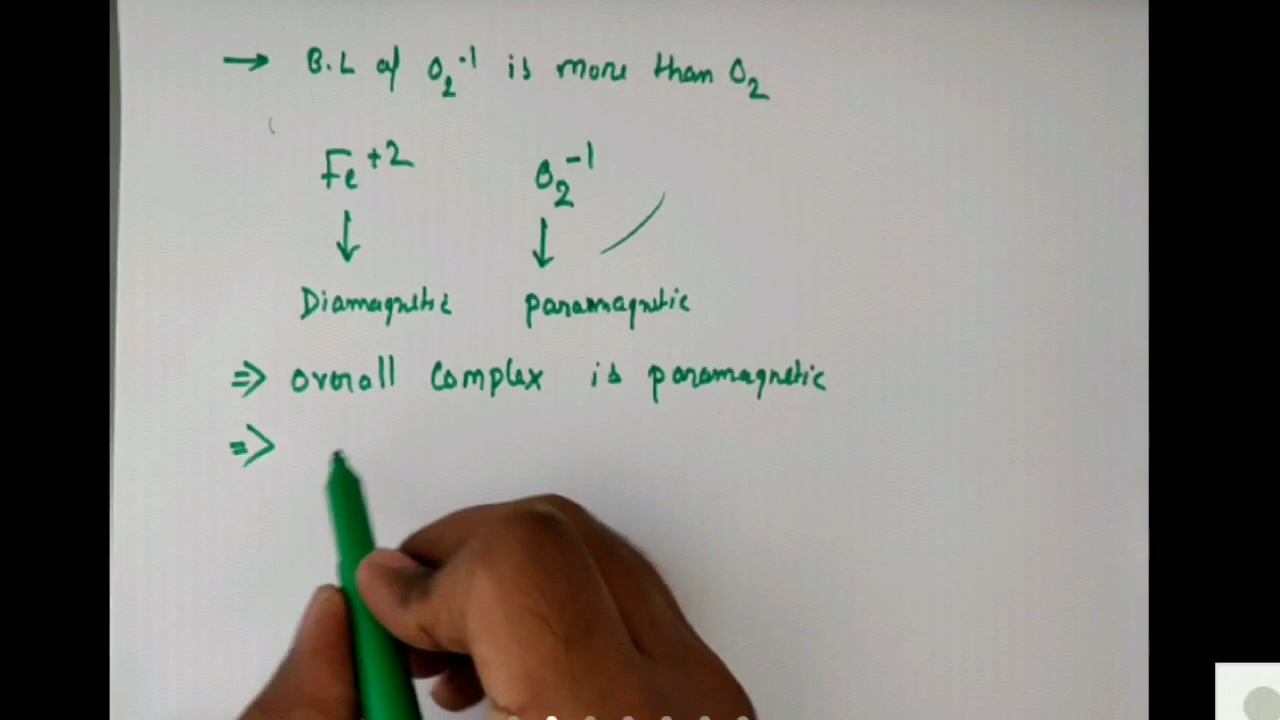 → B.L of O₂⁻¹ is more than O₂
Fe⁺² O₂⁻¹
↓ ↓
Diamagnetic paramagnetic
⇒ overall complex is paramagnetic
⇒